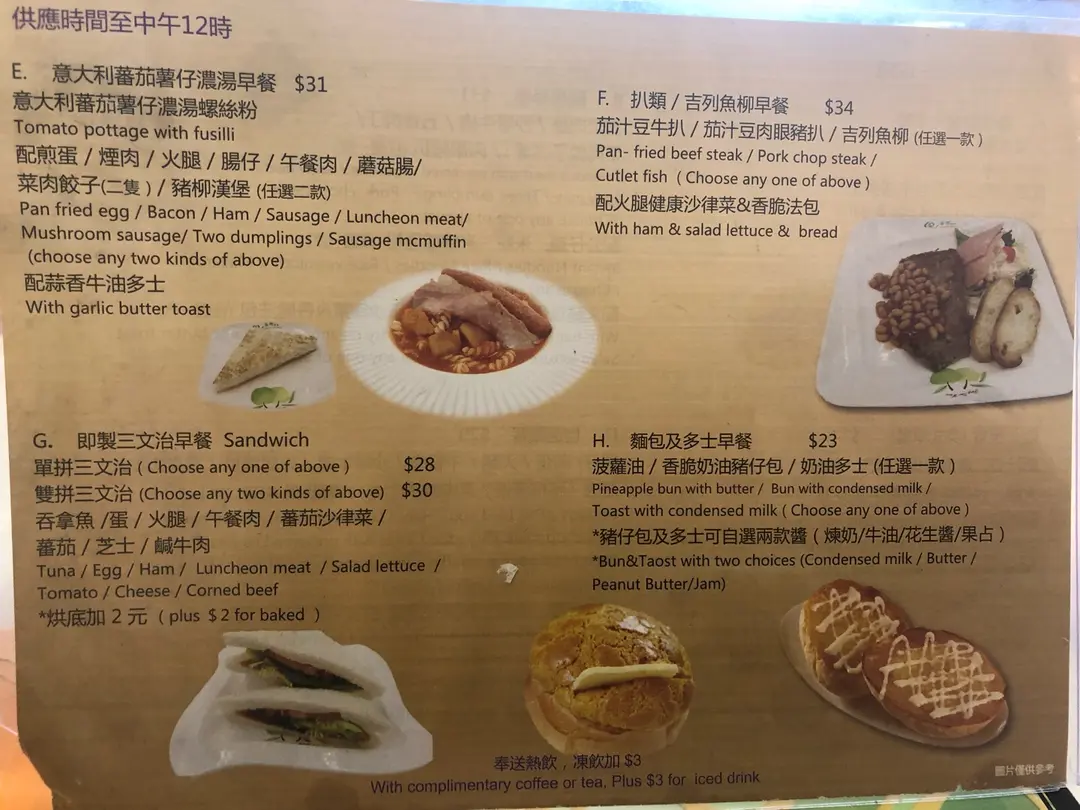 供應時間至中午12時
E. 意大利蕃茄薯仔濃湯早餐 $31
意大利蕃茄薯仔濃湯螺絲粉
Tomato pottage with fusilli
配煎蛋 / 煙肉 / 火腿 / 腸仔 / 午餐肉 / 蘑菇腸/
菜肉餃子(二隻 ) / 豬柳漢堡 (任選二款)
Pan fried egg / Bacon / Ham / Sausage / Luncheon meat/
Mushroom sausage/ Two dumplings / Sausage mcmuffin
(choose any two kinds of above)
配蒜香牛油多士
With garlic butter toast
F. 扒類 / 吉列魚柳早餐 $34
茄汁豆牛扒 / 茄汁豆肉眼豬扒 / 吉列魚柳 (任選一款 )
Pan- fried beef steak / Pork chop steak /
Cutlet fish ( Choose any one of above )
配火腿健康沙律菜&香脆法包
With ham & salad lettuce & bread
G. 即製三文治早餐 Sandwich
單拼三文治 ( Choose any one of above ) $28
雙拼三文治 (Choose any two kinds of above) $30
吞拿魚 /蛋 / 火腿 / 午餐肉 / 蕃茄沙律菜 /
蕃茄 / 芝士 / 鹹牛肉
Tuna / Egg / Ham / Luncheon meat / Salad lettuce /
Tomato / Cheese / Corned beef
*烘底加 2 元 ( plus $ 2 for baked )
H. 麵包及多士早餐 $23
菠蘿油 / 香脆奶油豬仔包 / 奶油多士 (任選一款 )
Pineapple bun with butter / Bun with condensed milk /
Toast with condensed milk ( Choose any one of above )
*豬仔包及多士可自選兩款醬 ( 煉奶/牛油/花生醬/果占 )
*Bun&Taost with two choices (Condensed milk / Butter /
Peanut Butter/Jam)
奉送熱飲，凍飲加 $3
With complimentary coffee or tea, Plus $3 for iced drink
圖片僅供參考